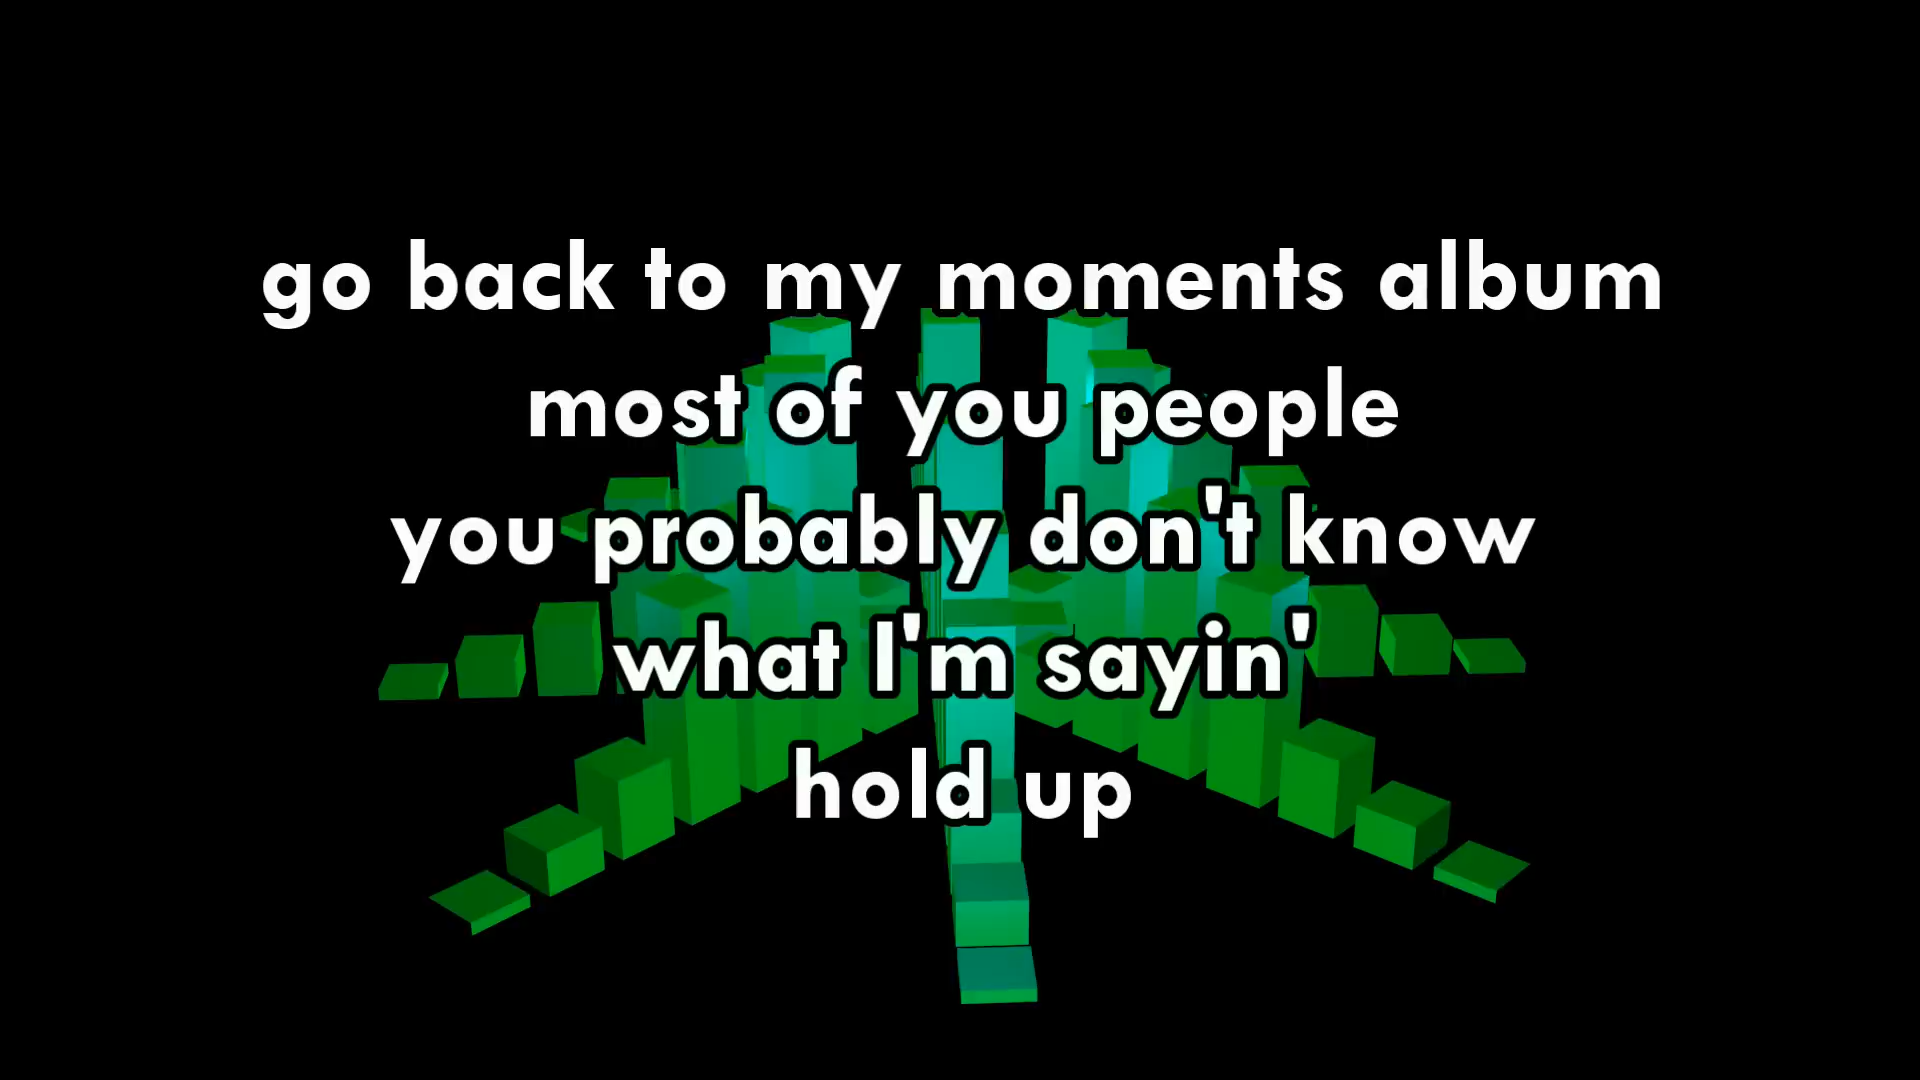 go back to my moments album
most of you people
you probably don't know
what I'm sayin'
hold up